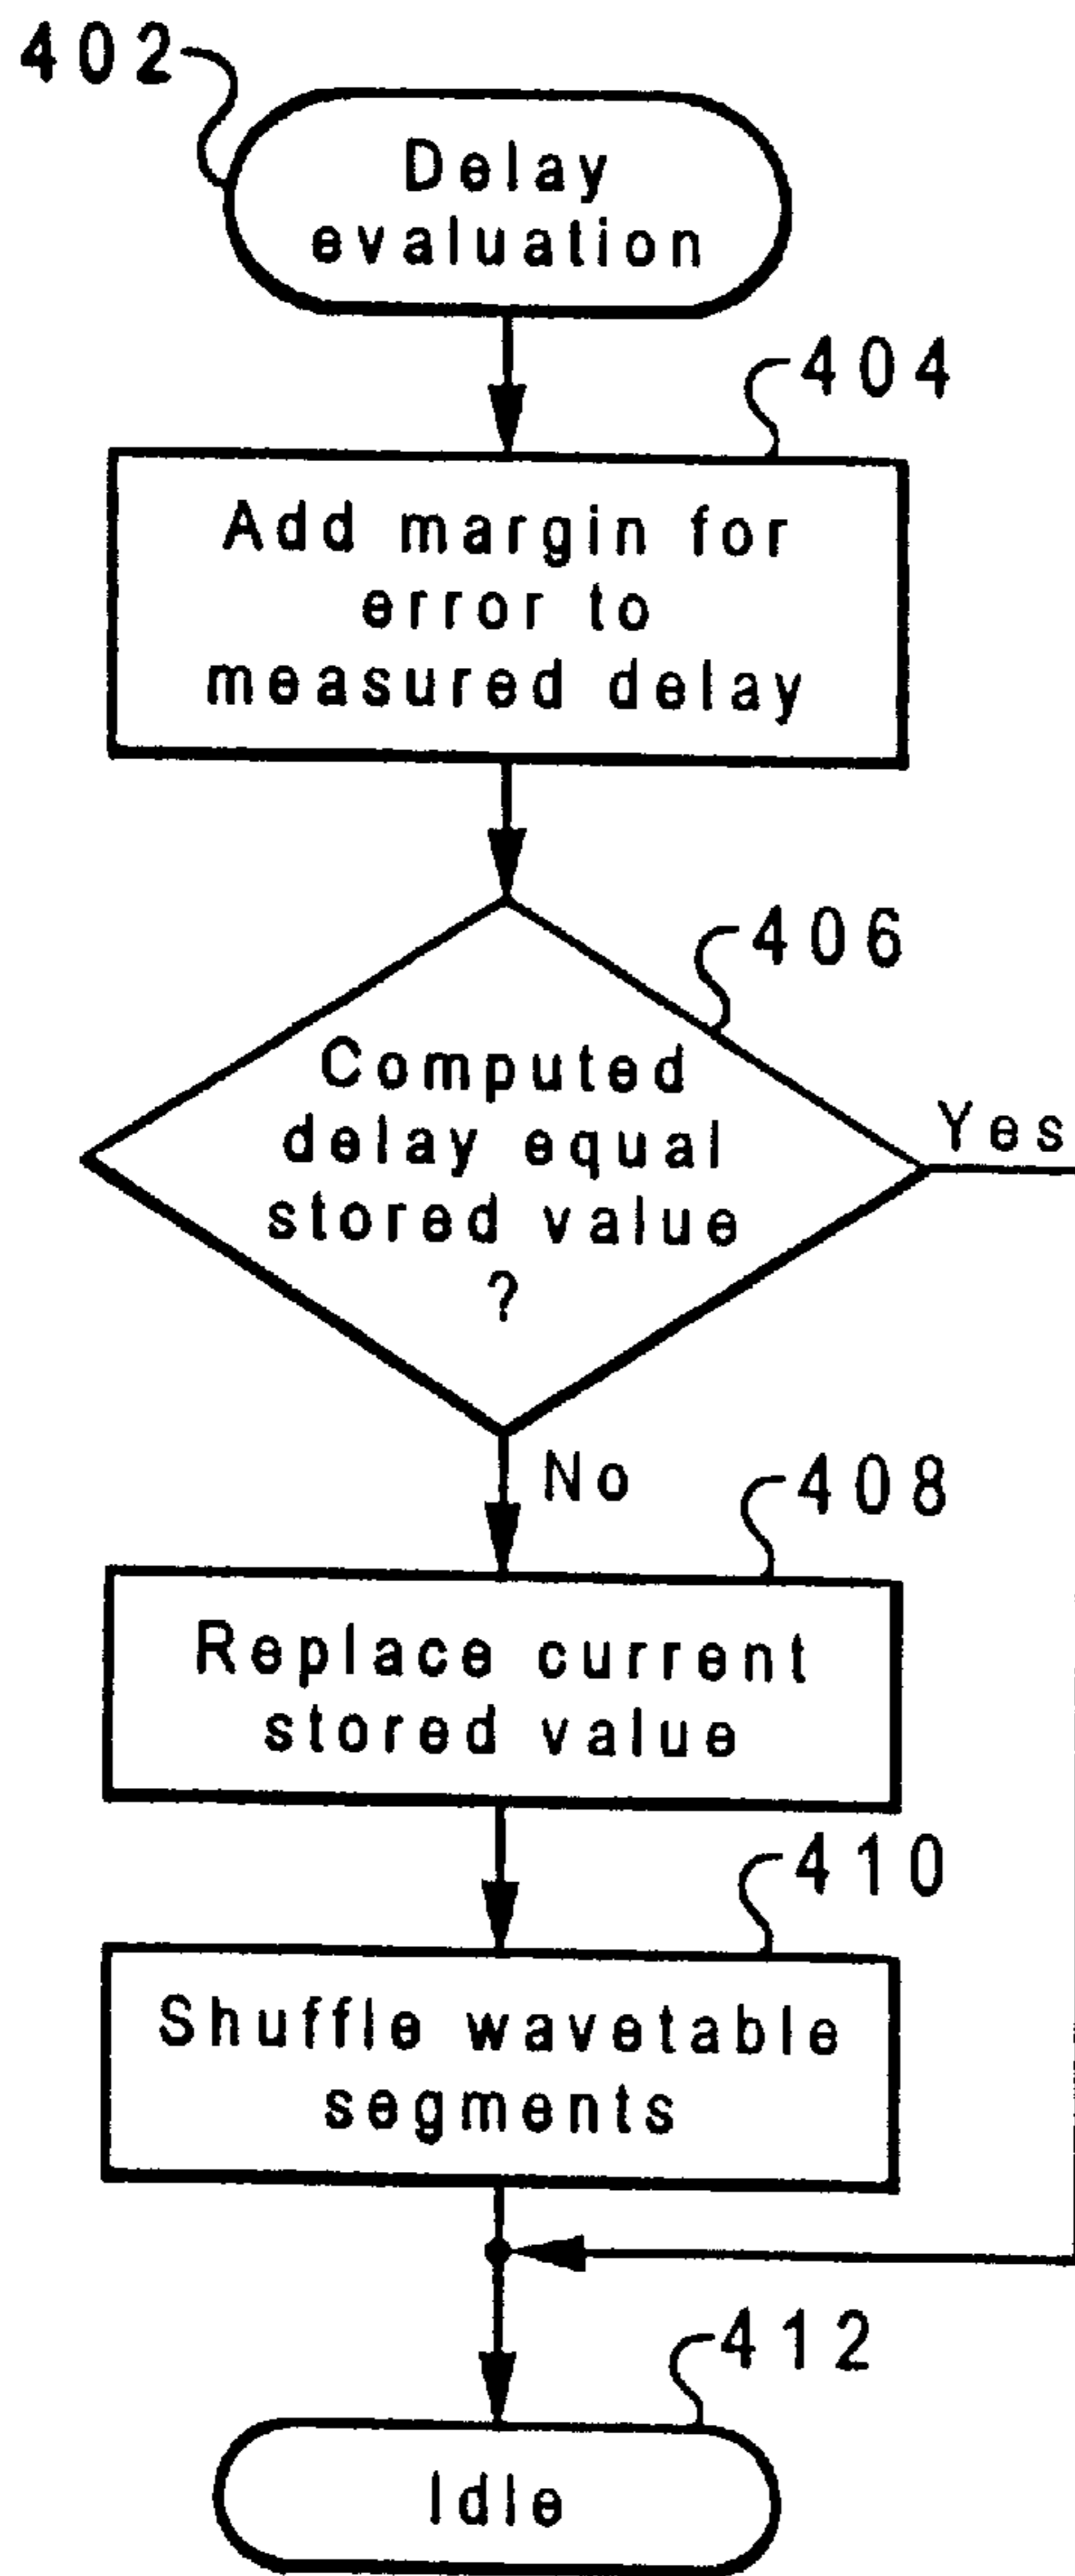 402
Delay
evaluation
404
Add margin for
error to
measured delay
406
Computed
delay equal
stored value
?
Yes
No
408
Replace current
stored value
410
Shuffle wavetable
segments
412
Idle